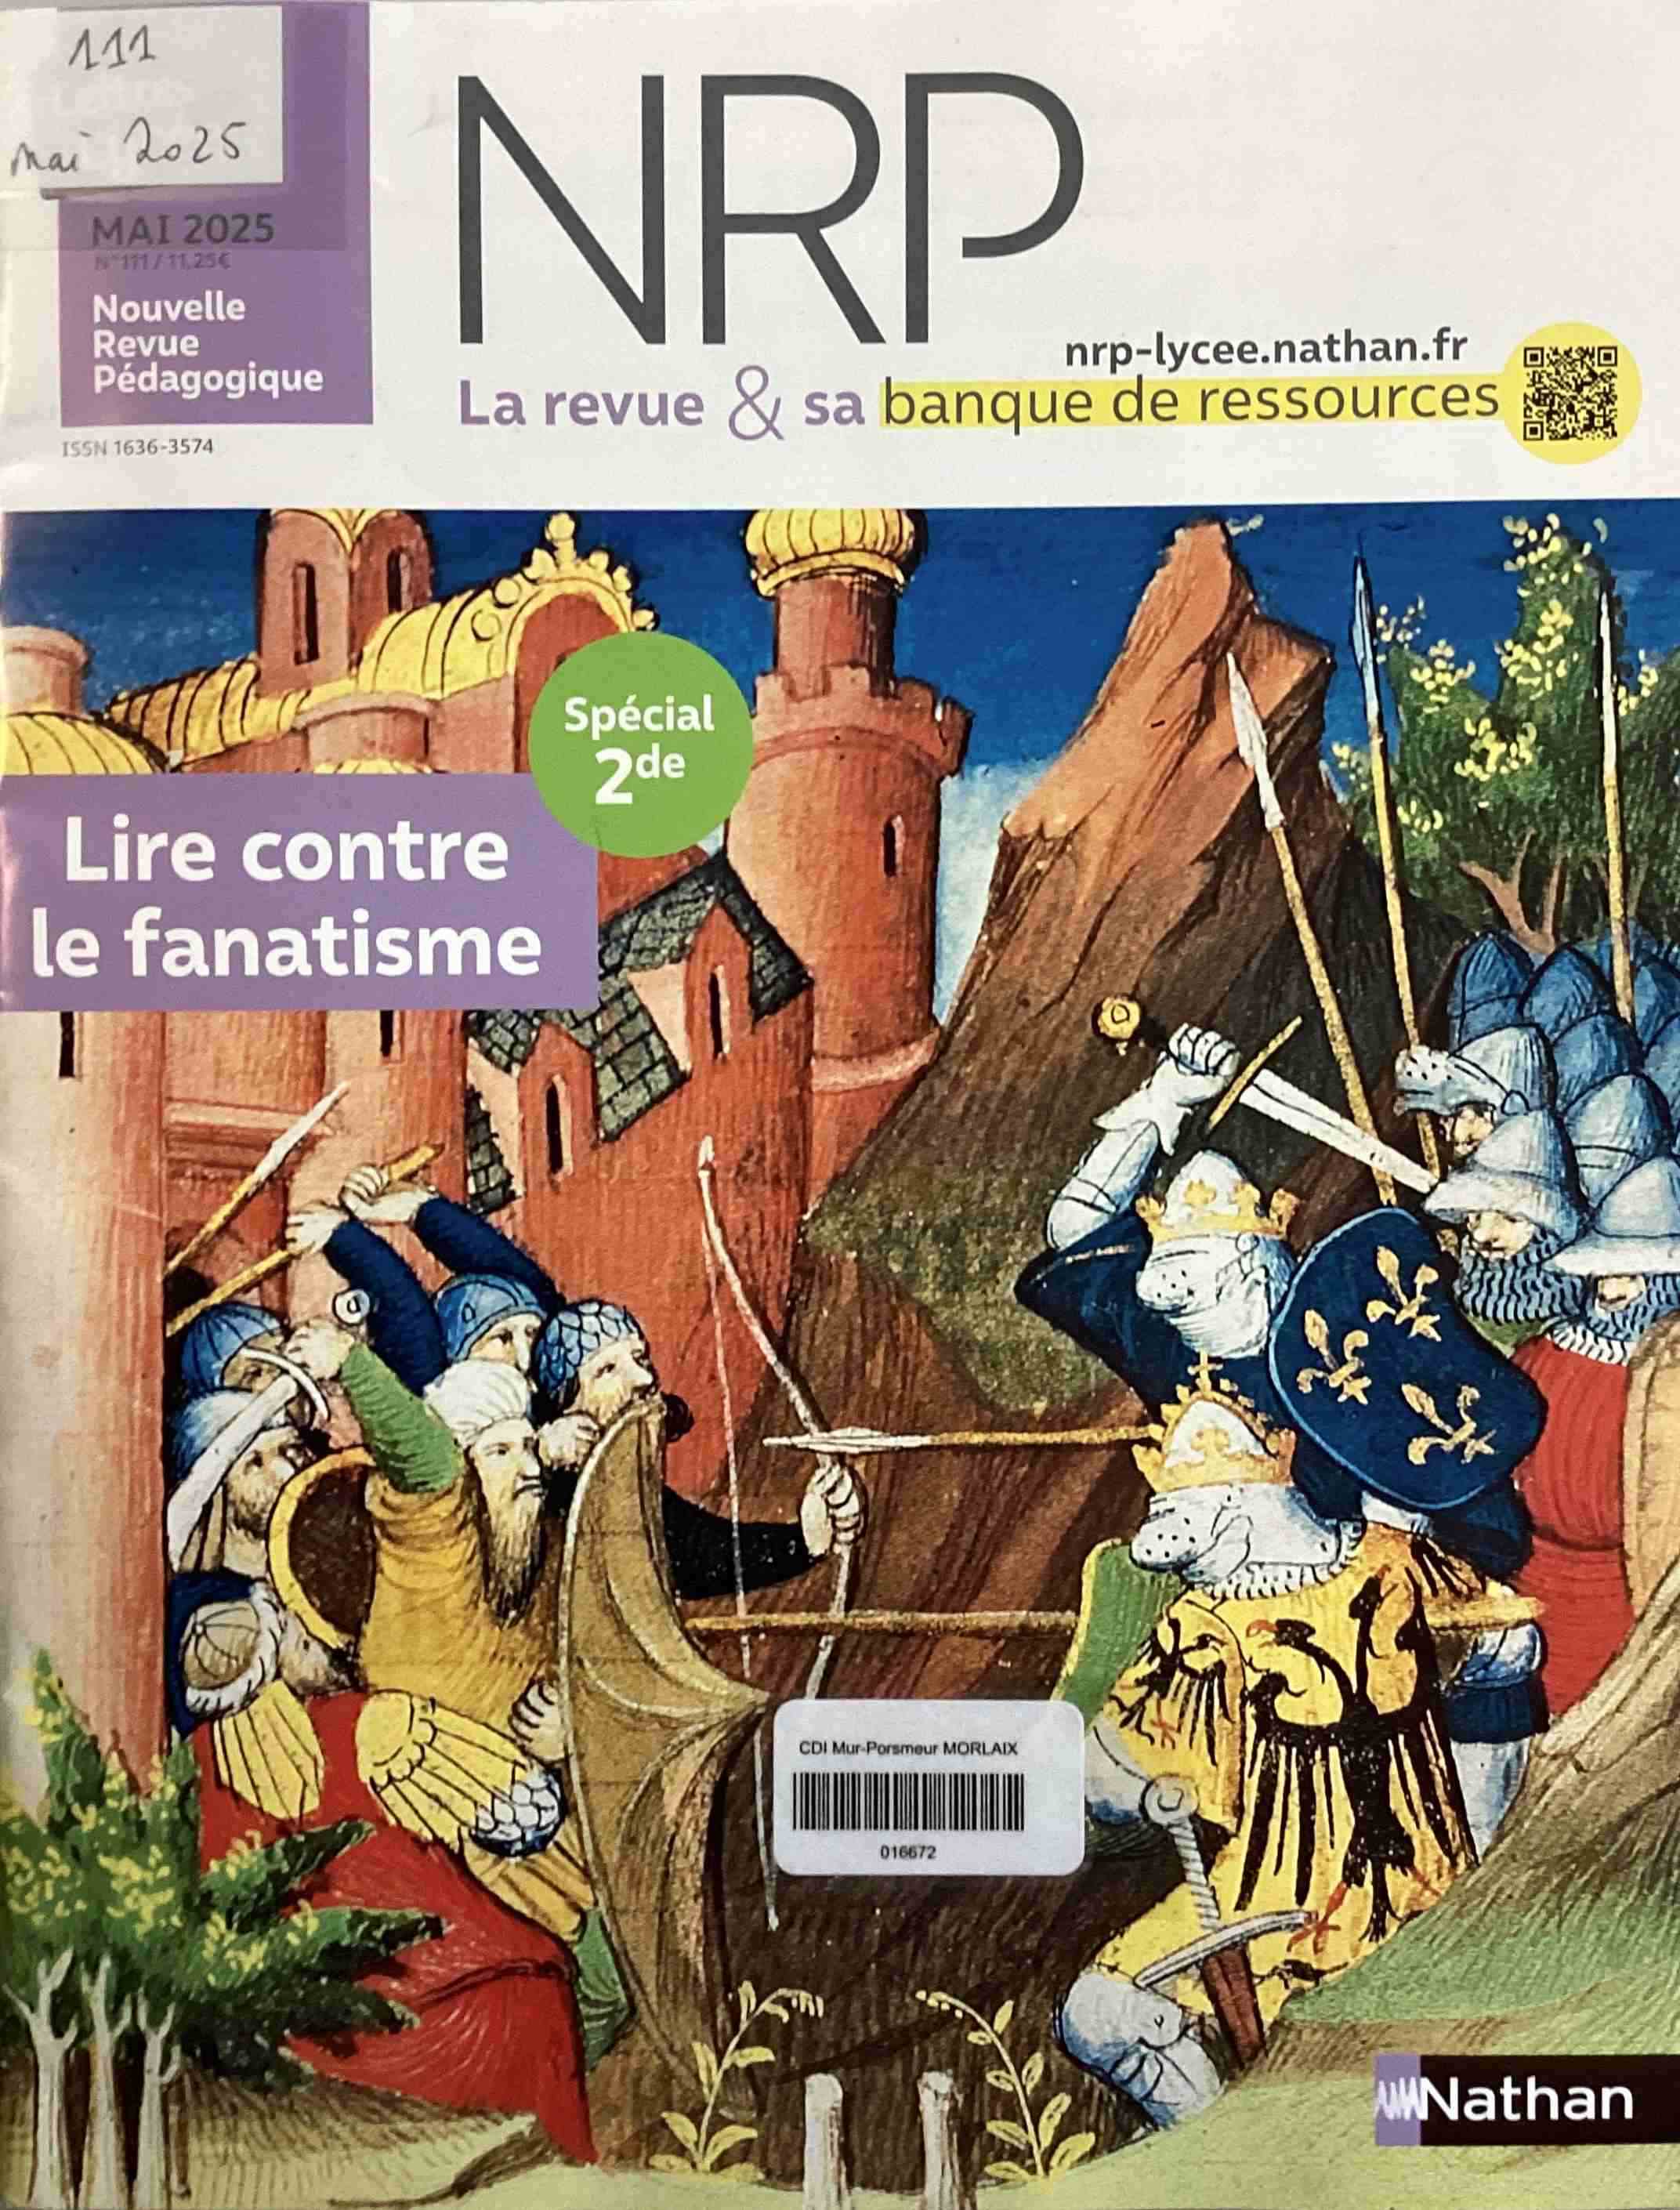 111
mai 2025
MAI 2025
N°111 / 11,25€
Nouvelle
Revue
Pédagogique
ISSN 1636-3574
NRP
nrp-lycee.nathan.fr
La revue & sa banque de ressources
Spécial
2de
Lire contre
le fanatisme
CDI Mur-Porsmeur MORLAIX
016672
Nathan